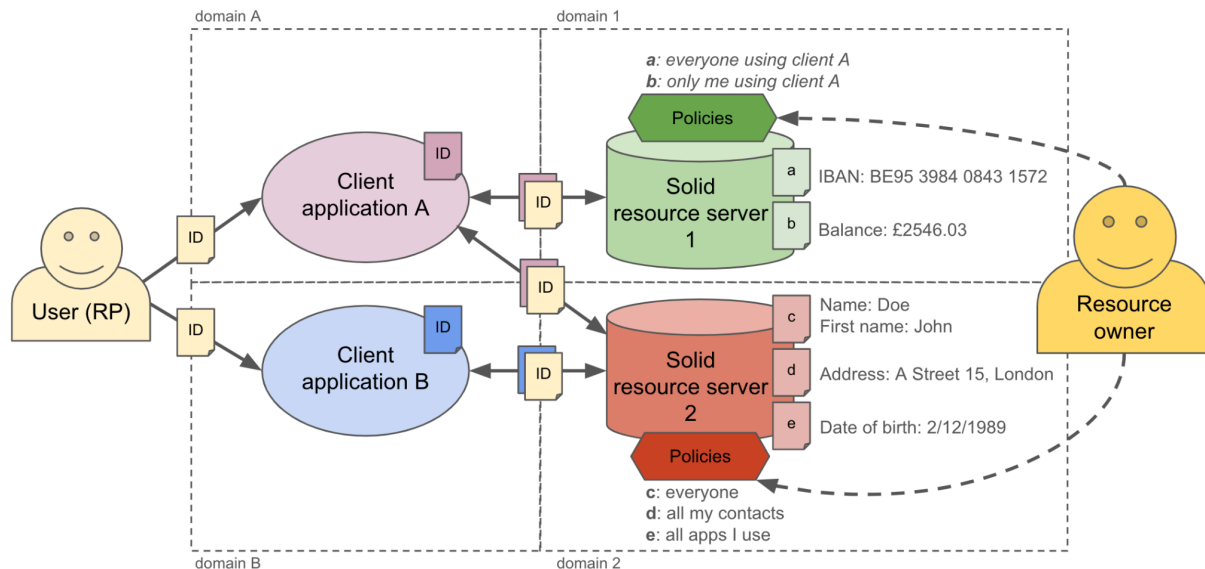 domain A
domain 1
a: everyone using client A
b: only me using client A
Policies
ID
Client
application A
ID
Solid
resource server
1
a
IBAN: BE95 3984 0843 1572
b
Balance: £2546.03
ID
ID
User (RP)
Resource
owner
ID
ID
Client
application B
ID
Solid
resource server
2
c
Name: Doe
First name: John
d
Address: A Street 15, London
e
Date of birth: 2/12/1989
Policies
c: everyone
d: all my contacts
e: all apps I use
domain B
domain 2